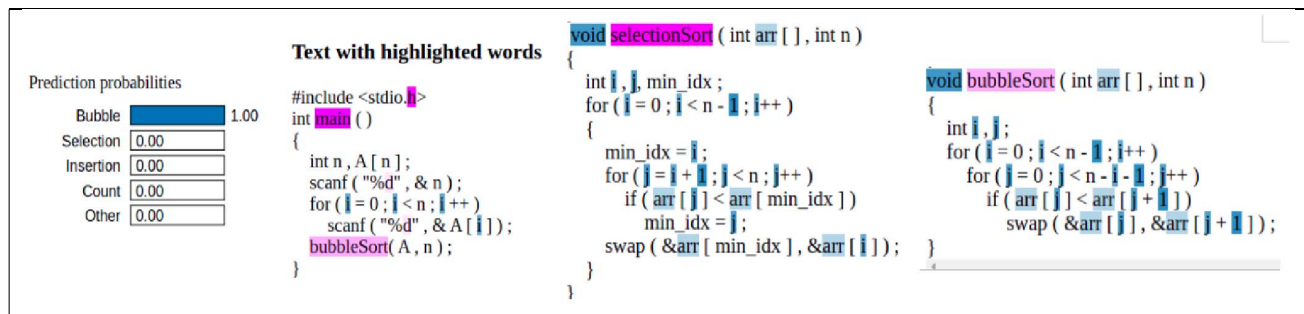 Prediction probabilities
Bubble 1.00
Selection 0.00
Insertion 0.00
Count 0.00
Other 0.00
Text with highlighted words
#include <stdio.h>
int main ( )
{
int n , A [ n ] ;
scanf ( "%d" , & n ) ;
for ( i = 0 ; i < n ; i ++ )
scanf ( "%d" , & A [ i ] ) ;
bubbleSort( A , n ) ;
}
void selectionSort ( int arr [ ] , int n )
{
int i , j, min_idx ;
for ( i = 0 ; i < n - 1 ; i++ )
{
min_idx = i ;
for ( j = i + 1 ; j < n ; j++ )
if ( arr [ j ] < arr [ min_idx ] )
min_idx = j ;
swap ( &arr [ min_idx ] , &arr [ i ] ) ;
}
}
void bubbleSort ( int arr [ ] , int n )
{
int i , j ;
for ( i = 0 ; i < n - 1 ; i++ )
for ( j = 0 ; j < n - i - 1 ; j++ )
if ( arr [ j ] < arr [ j + 1 ] )
swap ( &arr [ j ] , &arr [ j + 1 ] ) ;
}